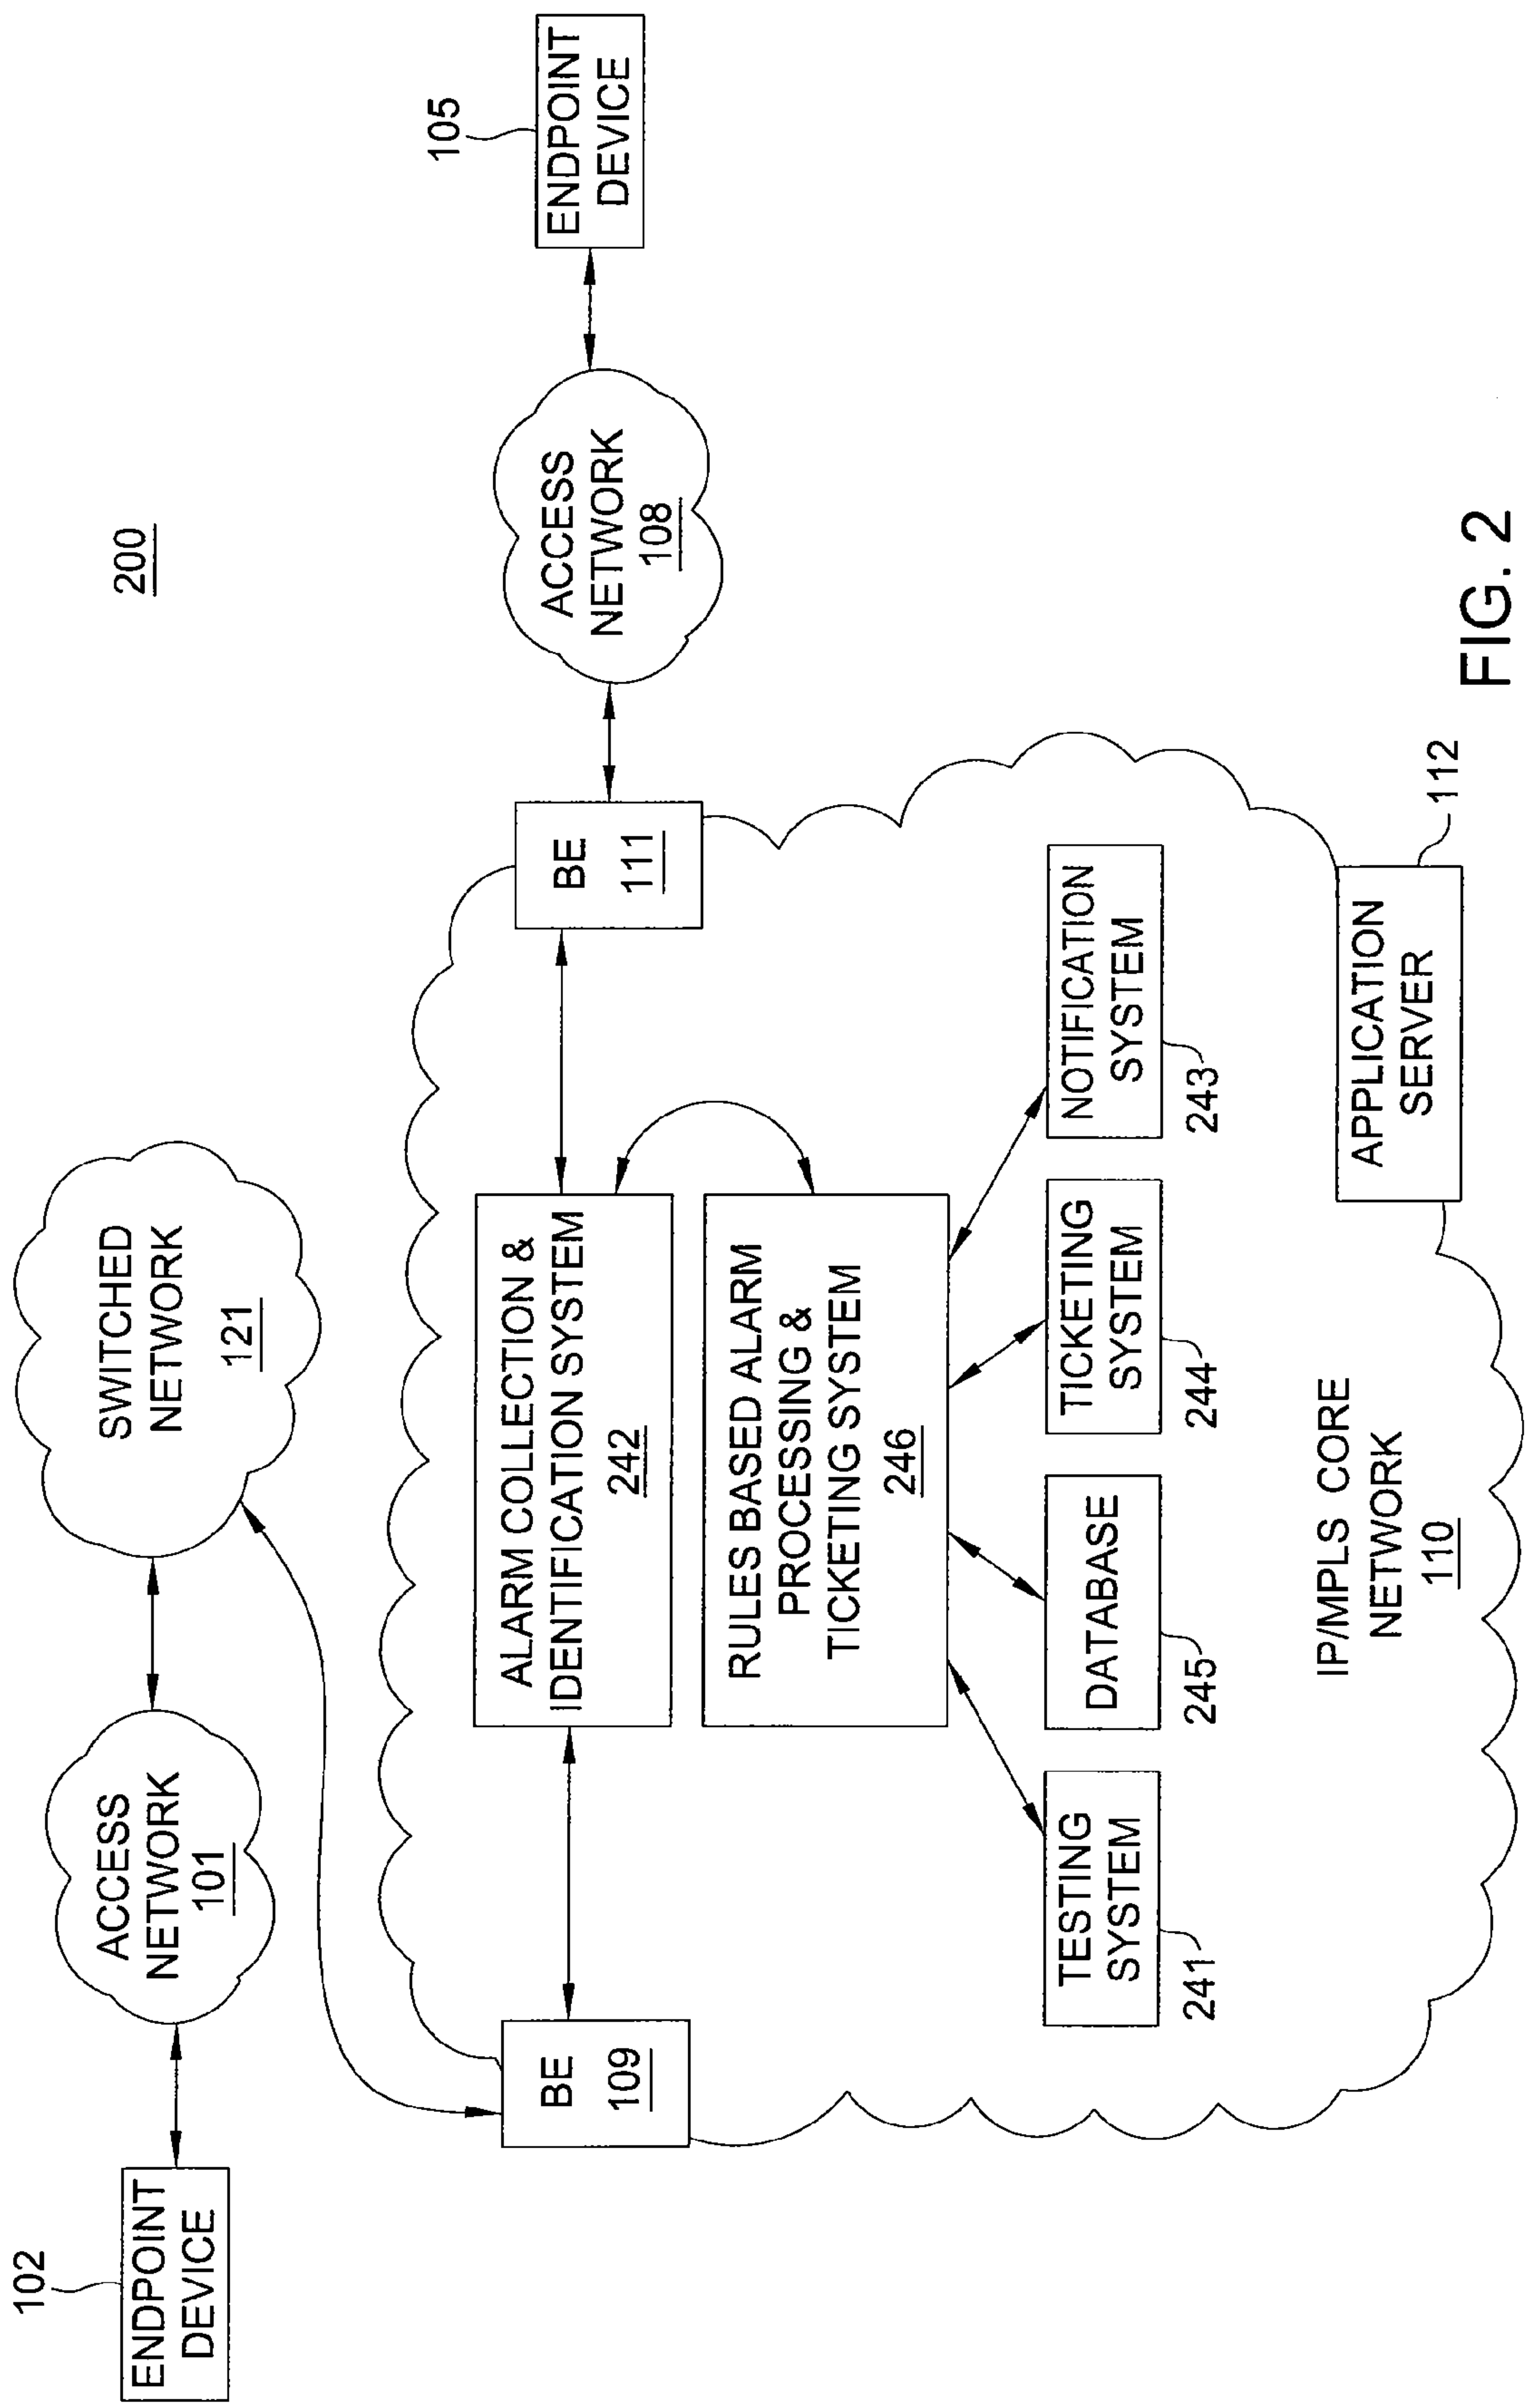 200
102
ENDPOINT
DEVICE
ACCESS
NETWORK
101
SWITCHED
NETWORK
121
105
ENDPOINT
DEVICE
ACCESS
NETWORK
108
BE
109
ALARM COLLECTION &
IDENTIFICATION SYSTEM
242
BE
111
RULES BASED ALARM
PROCESSING &
TICKETING SYSTEM
246
TESTING
SYSTEM
241
DATABASE
245
TICKETING
SYSTEM
244
NOTIFICATION
SYSTEM
243
IP/MPLS CORE
NETWORK
110
APPLICATION
SERVER
112
FIG. 2